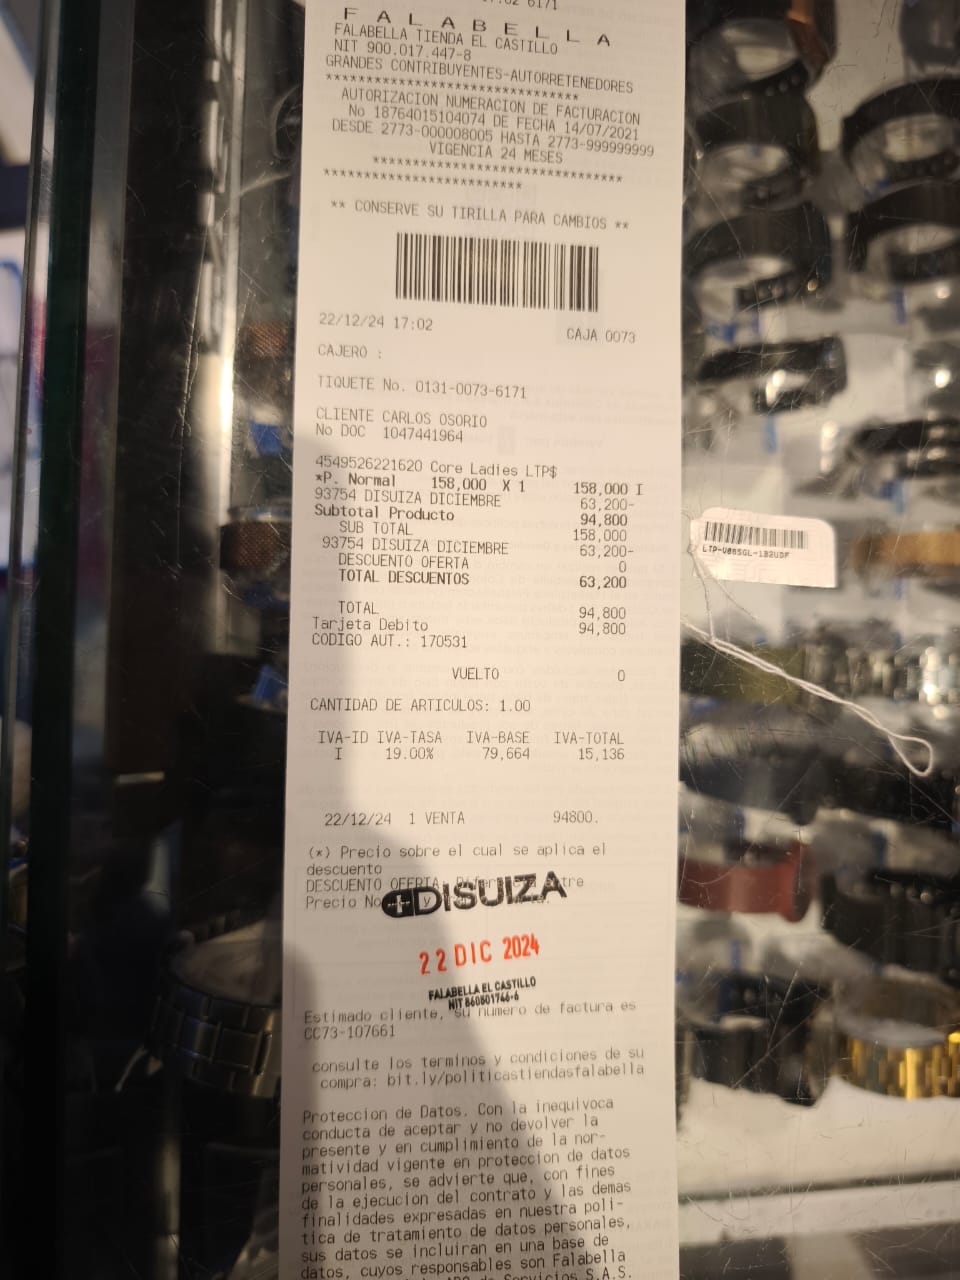 FALABELLA
FALABELLA TIENDA EL CASTILLO
NIT 900.017.447-8
GRANDES CONTRIBUYENTES-AUTORRETENEDORES
*******************************
AUTORIZACION NUMERACION DE FACTURACION
No 18764015104074 DE FECHA 14/07/2021
DESDE 2773-000008005 HASTA 2773-999999999
VIGENCIA 24 MESES
*******************************
*************************
** CONSERVE SU TIRILLA PARA CAMBIOS **
22/12/24 17:02 CAJA 0073
CAJERO :
TIQUETE No. 0131-0073-6171
CLIENTE CARLOS OSORIO
No DOC 1047441964
4549526221620 Core Ladies LTP$
*P. Normal 158,000 X 1 158,000 I
93754 DISUIZA DICIEMBRE 63,200-
Subtotal Producto 94,800
SUB TOTAL 158,000
93754 DISUIZA DICIEMBRE 63,200-
DESCUENTO OFERTA 0
TOTAL DESCUENTOS 63,200
TOTAL 94,800
Tarjeta Debito 94,800
CODIGO AUT.: 170531
VUELTO 0
CANTIDAD DE ARTICULOS: 1.00
IVA-ID IVA-TASA IVA-BASE IVA-TOTAL
I 19.00% 79,664 15,136
22/12/24 1 VENTA 94800.
(*) Precio sobre el cual se aplica el
descuento
DESCUENTO OFERTA
Precio
DISUIZA
22 DIC 2024
FALABELLA EL CASTILLO
NIT 860501746-6
Estimado cliente, su numero de factura es
CC73-107661
consulte los terminos y condiciones de su
compra: bit.ly/politicastiendasfalabella
Proteccion de Datos. Con la inequivoca
conducta de aceptar y no devolver la
presente y en cumplimiento de la nor-
matividad vigente en proteccion de datos
personales, se advierte que, con fines
de la ejecucion del contrato y las demas
finalidades expresadas en nuestra poli-
tica de tratamiento de datos personales,
sus datos se incluiran en una base de
datos, cuyos responsables son Falabella
de Servicios S.A.S.